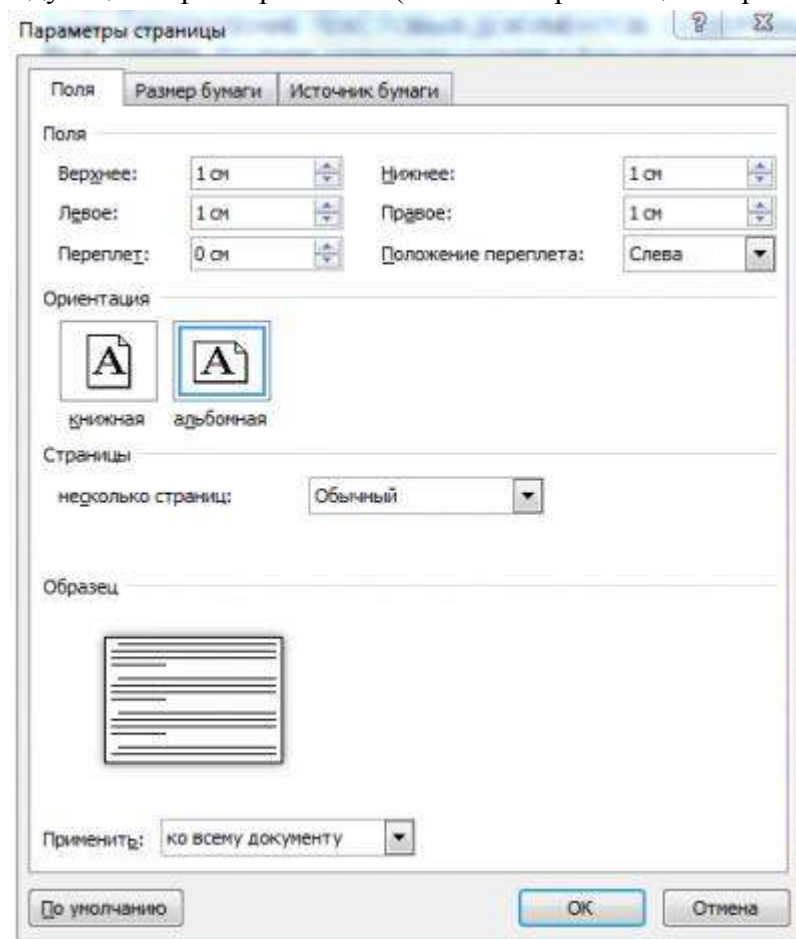 Параметры страницы
Поля Размер бумаги Источник бумаги
Поля
Верхнее: 1 см Нижнее: 1 см
Левое: 1 см Правое: 1 см
Переплет: 0 см Положение переплета: Слева
Ориентация
A A
книжная альбомная
Страницы
несколько страниц: Обычный
Образец
Применить: ко всему документу
По умолчанию ОК Отмена